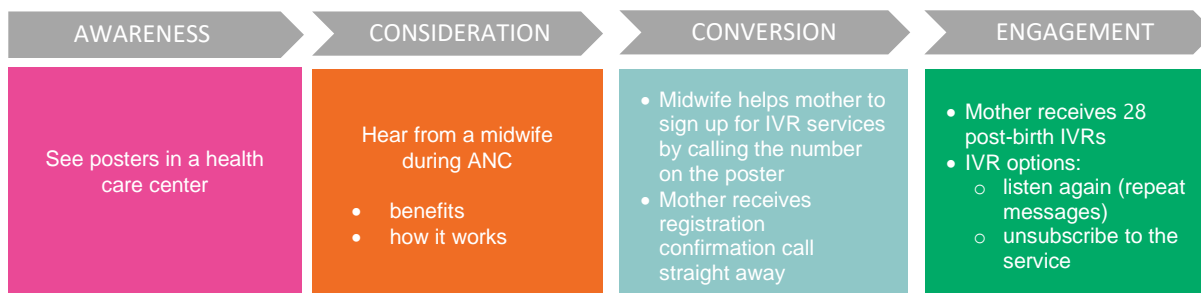 AWARENESS
CONSIDERATION
CONVERSION
ENGAGEMENT
See posters in a health
care center
Hear from a midwife
during ANC
• benefits
• how it works
• Midwife helps mother to
sign up for IVR services
by calling the number
on the poster
• Mother receives
registration
confirmation call
straight away
• Mother receives 28
post-birth IVRs
• IVR options:
o listen again (repeat
messages)
o unsubscribe to the
service